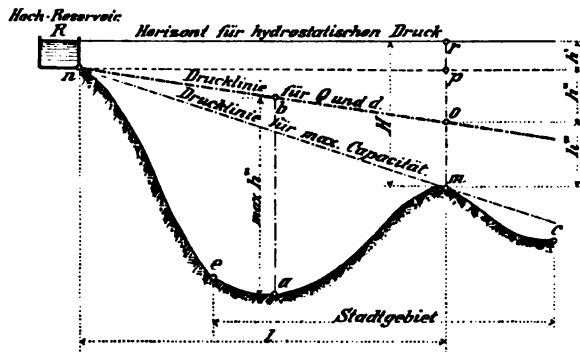 Hoch-Reservoir.
R
Horizont für hydrostatischen Druck
r
h'
n
p
Drucklinie für Q und d
b
h''
H
o
Drucklinie für max. Capacität.
h'''
max h'''
m
c
e
a
Stadtgebiet
l